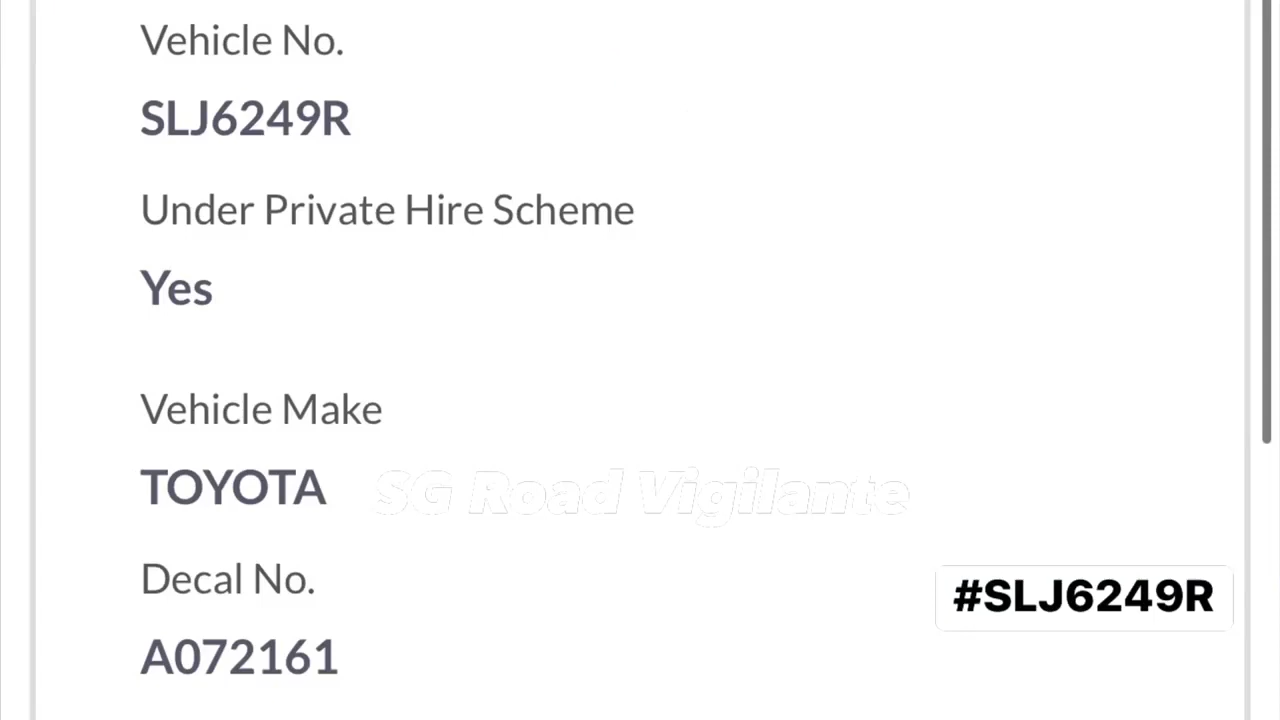 Vehicle No.
SLJ6249R
Under Private Hire Scheme
Yes
Vehicle Make
TOYOTA
SG Road Vigilante
Decal No.
#SLJ6249R
A072161